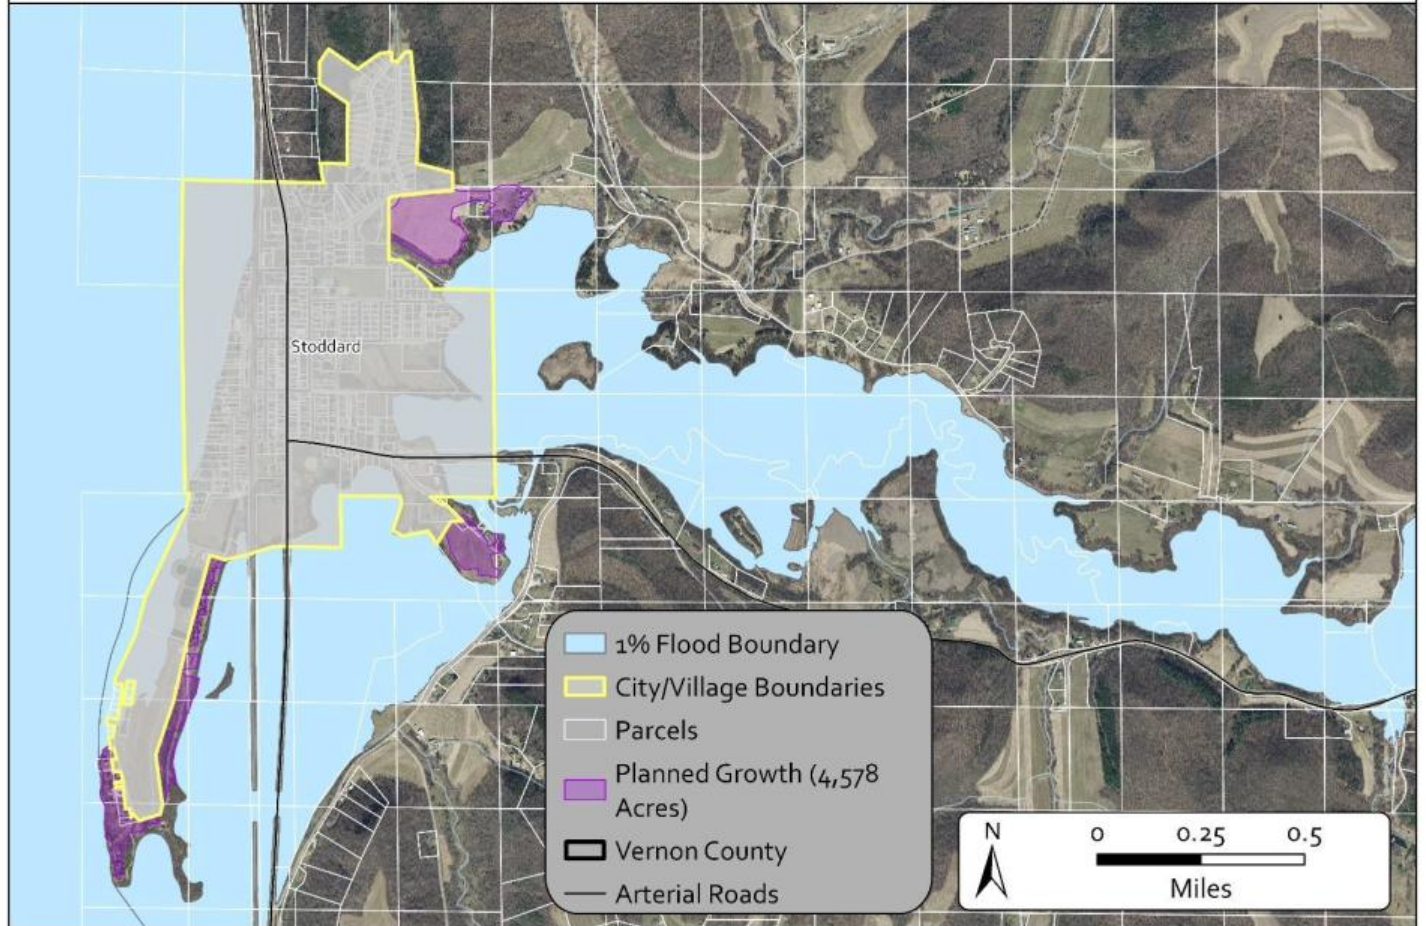 Stoddard
1% Flood Boundary
City/Village Boundaries
Parcels
Planned Growth (4,578
Acres)
Vernon County
Arterial Roads
N
0 0.25 0.5
Miles